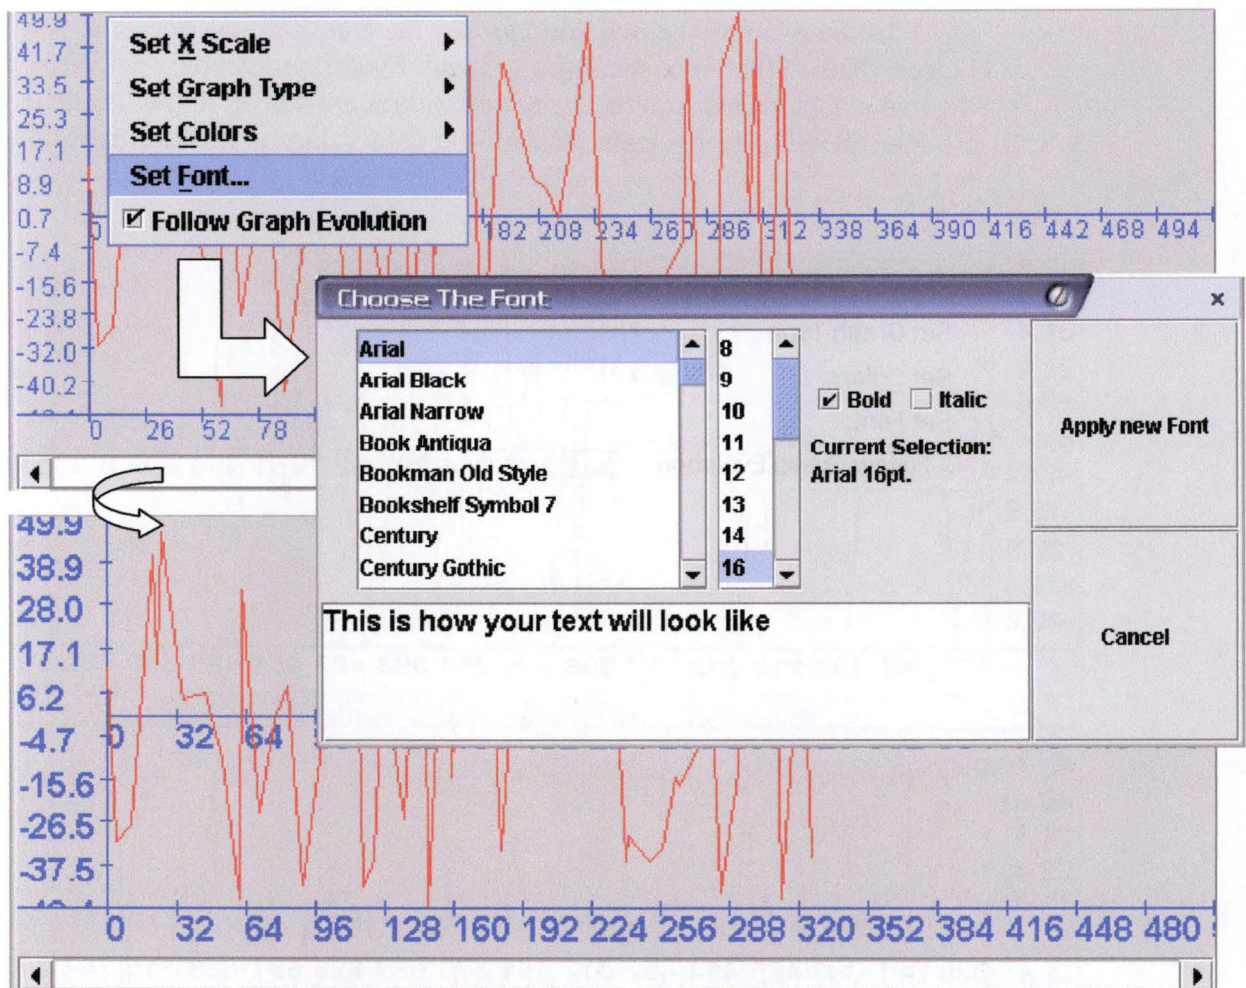 49.9
41.7
33.5
25.3
17.1
8.9
0.7
-7.4
-15.6
-23.8
-32.0
-40.2
Set X Scale
Set Graph Type
Set Colors
Set Font...
Follow Graph Evolution
182 208 234 260 286 312 338 364 390 416 442 468 494
0 26 52 78
Choose The Font
x
Arial
Arial Black
Arial Narrow
Book Antiqua
Bookman Old Style
Bookshelf Symbol 7
Century
Century Gothic
8
9
10
11
12
13
14
16
Bold Italic
Current Selection:
Arial 16pt.
Apply new Font
Cancel
This is how your text will look like
49.9
38.9
28.0
17.1
6.2
-4.7
-15.6
-26.5
-37.5
0 32 64
0 32 64 96 128 160 192 224 256 288 320 352 384 416 448 480